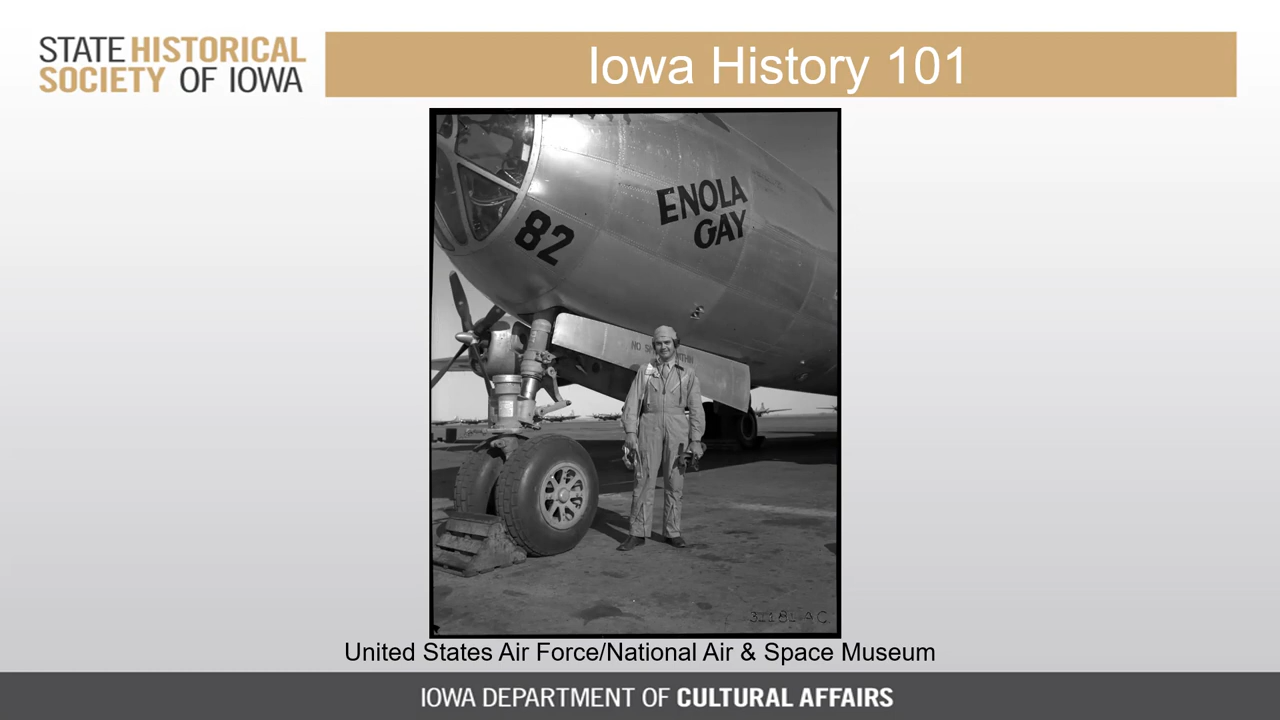 STATE HISTORICAL
SOCIETY OF IOWA
Iowa History 101
ENOLA
GAY
82
United States Air Force/National Air & Space Museum
IOWA DEPARTMENT OF CULTURAL AFFAIRS